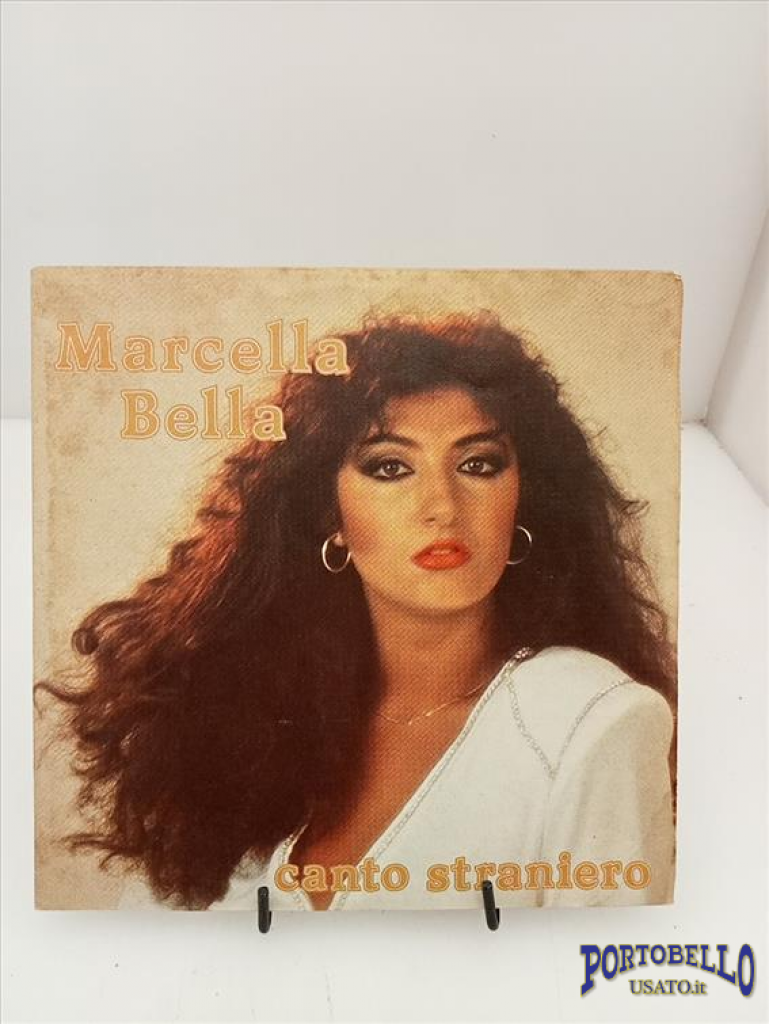 Marcella
Bella
canto straniero
PORTOBELLO
USATO.it